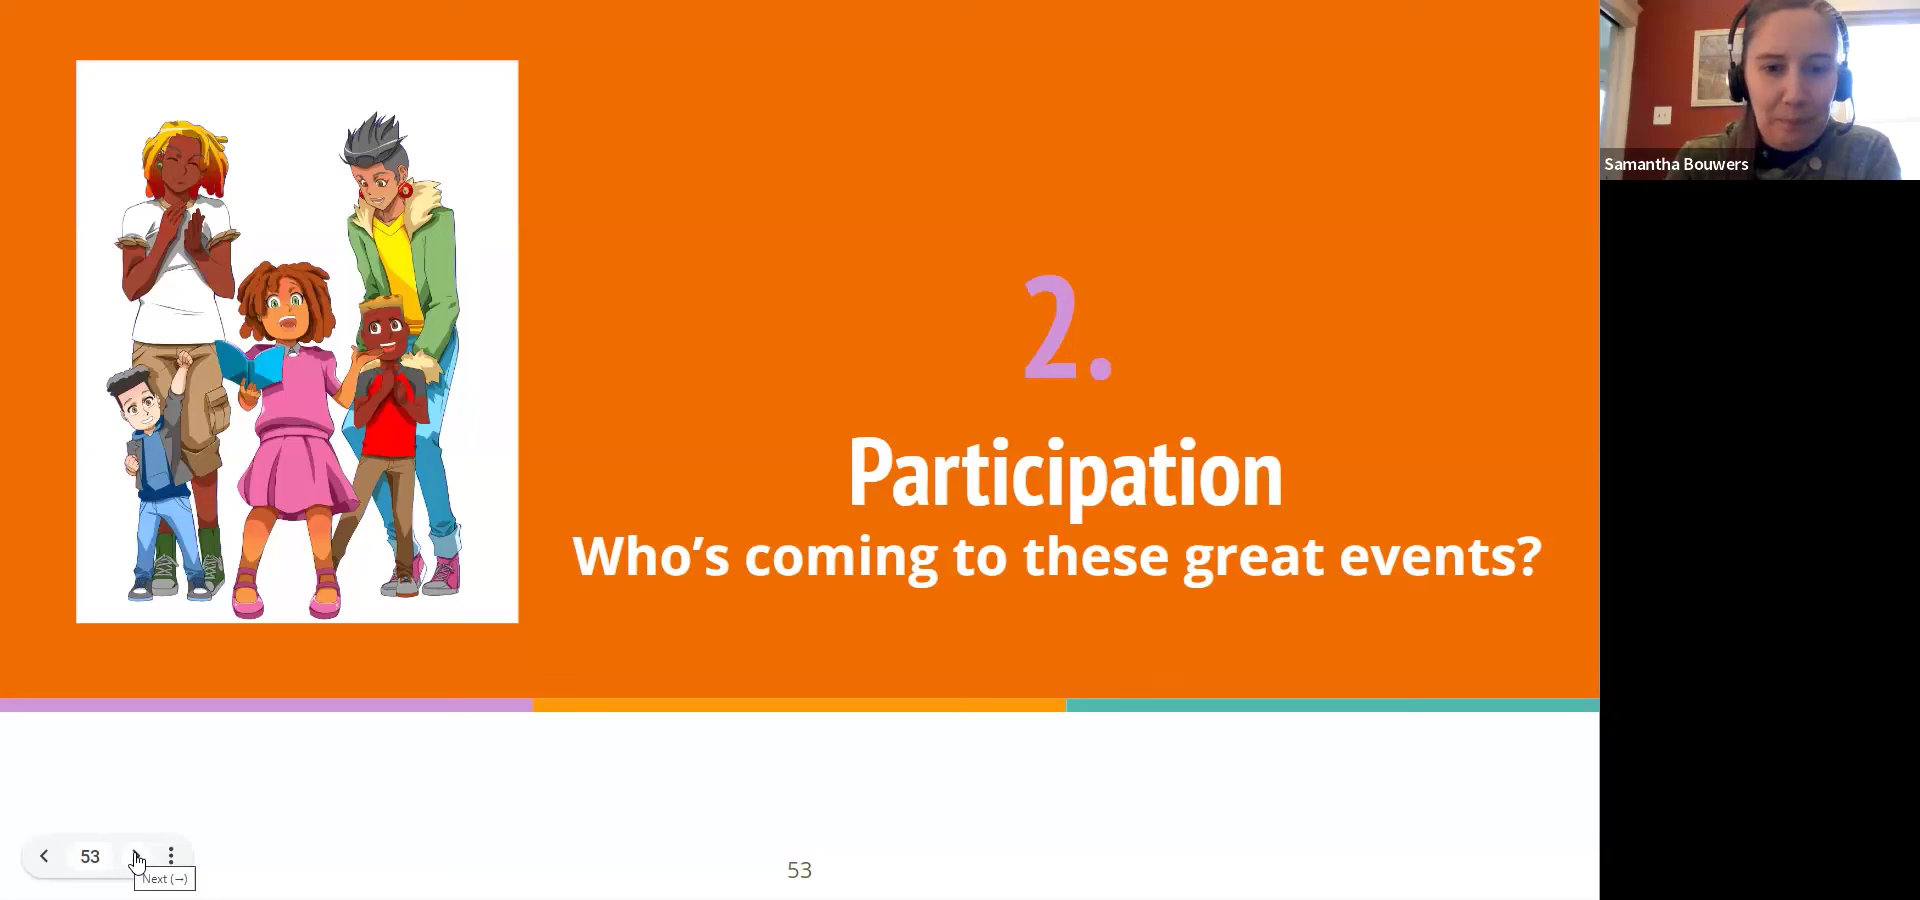 Samantha Bouwers
2.
Participation
Who’s coming to these great events?
53
Next (→)
53